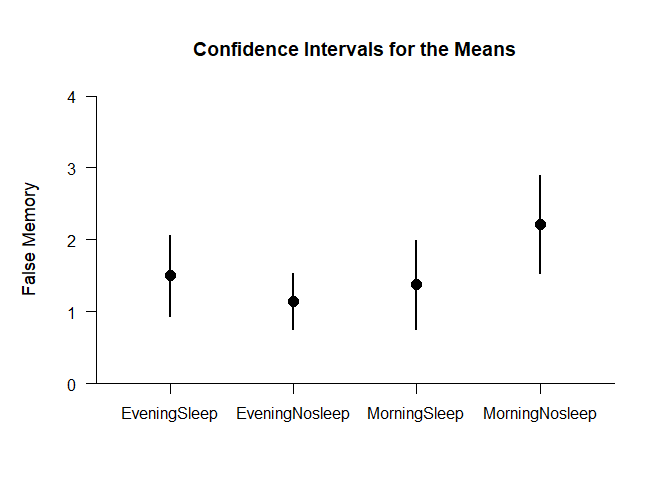 Confidence Intervals for the Means
4
3
2
1
0
False Memory
EveningSleep EveningNosleep MorningSleep MorningNosleep